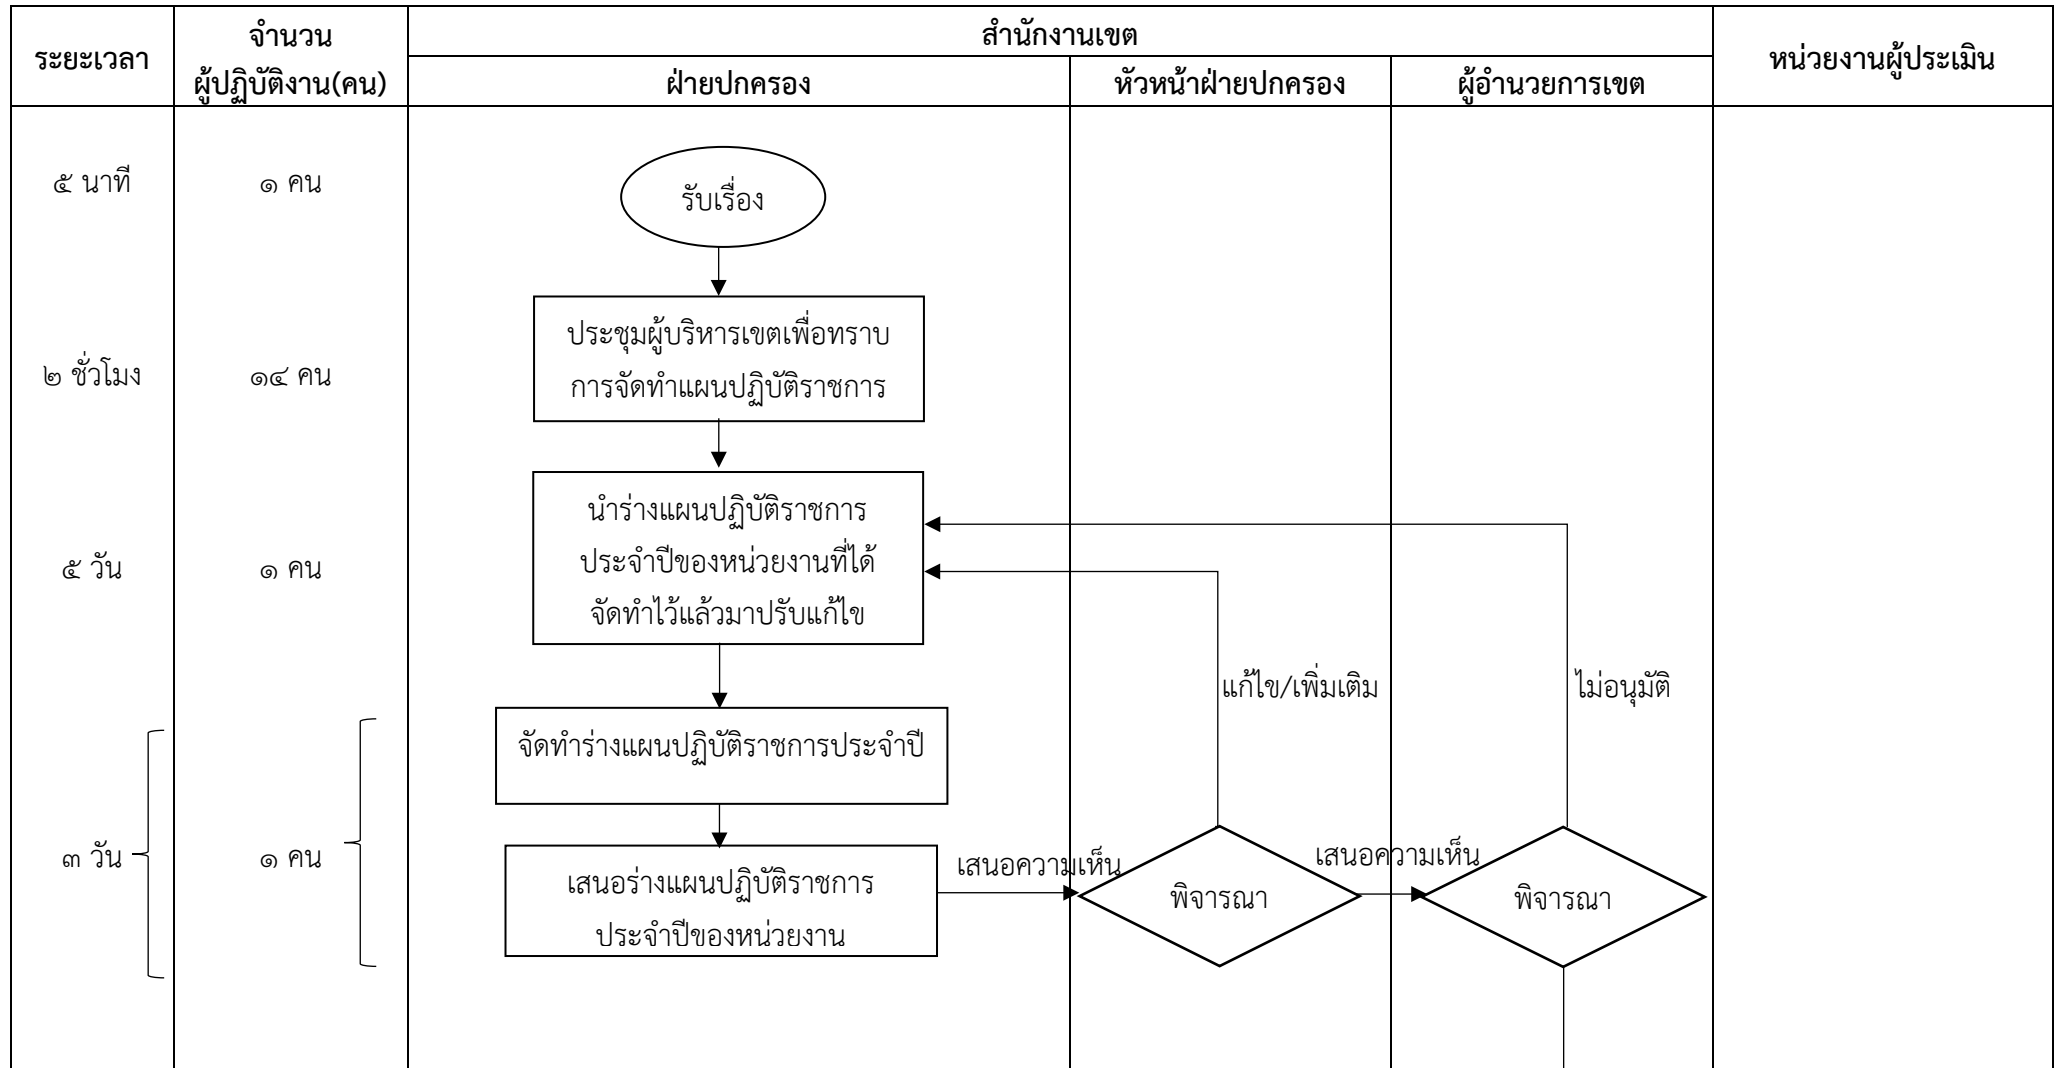 ระยะเวลา
จำนวน
ผู้ปฏิบัติงาน(คน)
สำนักงานเขต
ฝ่ายปกครอง
หัวหน้าฝ่ายปกครอง
ผู้อำนวยการเขต
หน่วยงานผู้ประเมิน
๕ นาที
๑ คน
รับเรื่อง
๒ ชั่วโมง
๑๔ คน
ประชุมผู้บริหารเขตเพื่อทราบ
การจัดทำแผนปฏิบัติราชการ
๕ วัน
๑ คน
นำร่างแผนปฏิบัติราชการ
ประจำปีของหน่วยงานที่ได้
จัดทำไว้แล้วมาปรับแก้ไข
แก้ไข/เพิ่มเติม
ไม่อนุมัติ
จัดทำร่างแผนปฏิบัติราชการประจำปี
๓ วัน
๑ คน
เสนอร่างแผนปฏิบัติราชการ
ประจำปีของหน่วยงาน
เสนอความเห็น
พิจารณา
เสนอความเห็น
พิจารณา